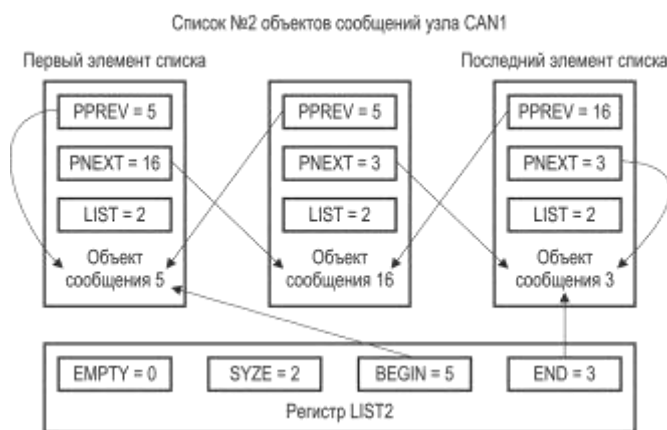 Список №2 объектов сообщений узла CAN1
Первый элемент списка
Последний элемент списка
PPREV = 5
PNEXT = 16
LIST = 2
Объект
сообщения 5
PPREV = 5
PNEXT = 3
LIST = 2
Объект
сообщения 16
PPREV = 16
PNEXT = 3
LIST = 2
Объект
сообщения 3
EMPTY = 0
SYZE = 2
BEGIN = 5
END = 3
Регистр LIST2